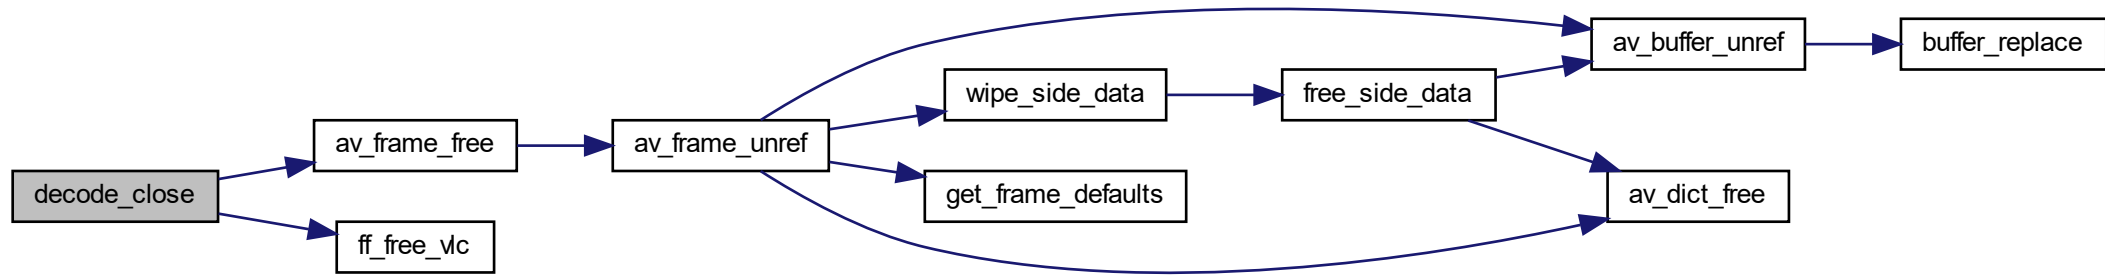 decode_close
av_frame_free
ff_free_vlc
av_frame_unref
wipe_side_data
get_frame_defaults
free_side_data
av_buffer_unref
av_dict_free
buffer_replace